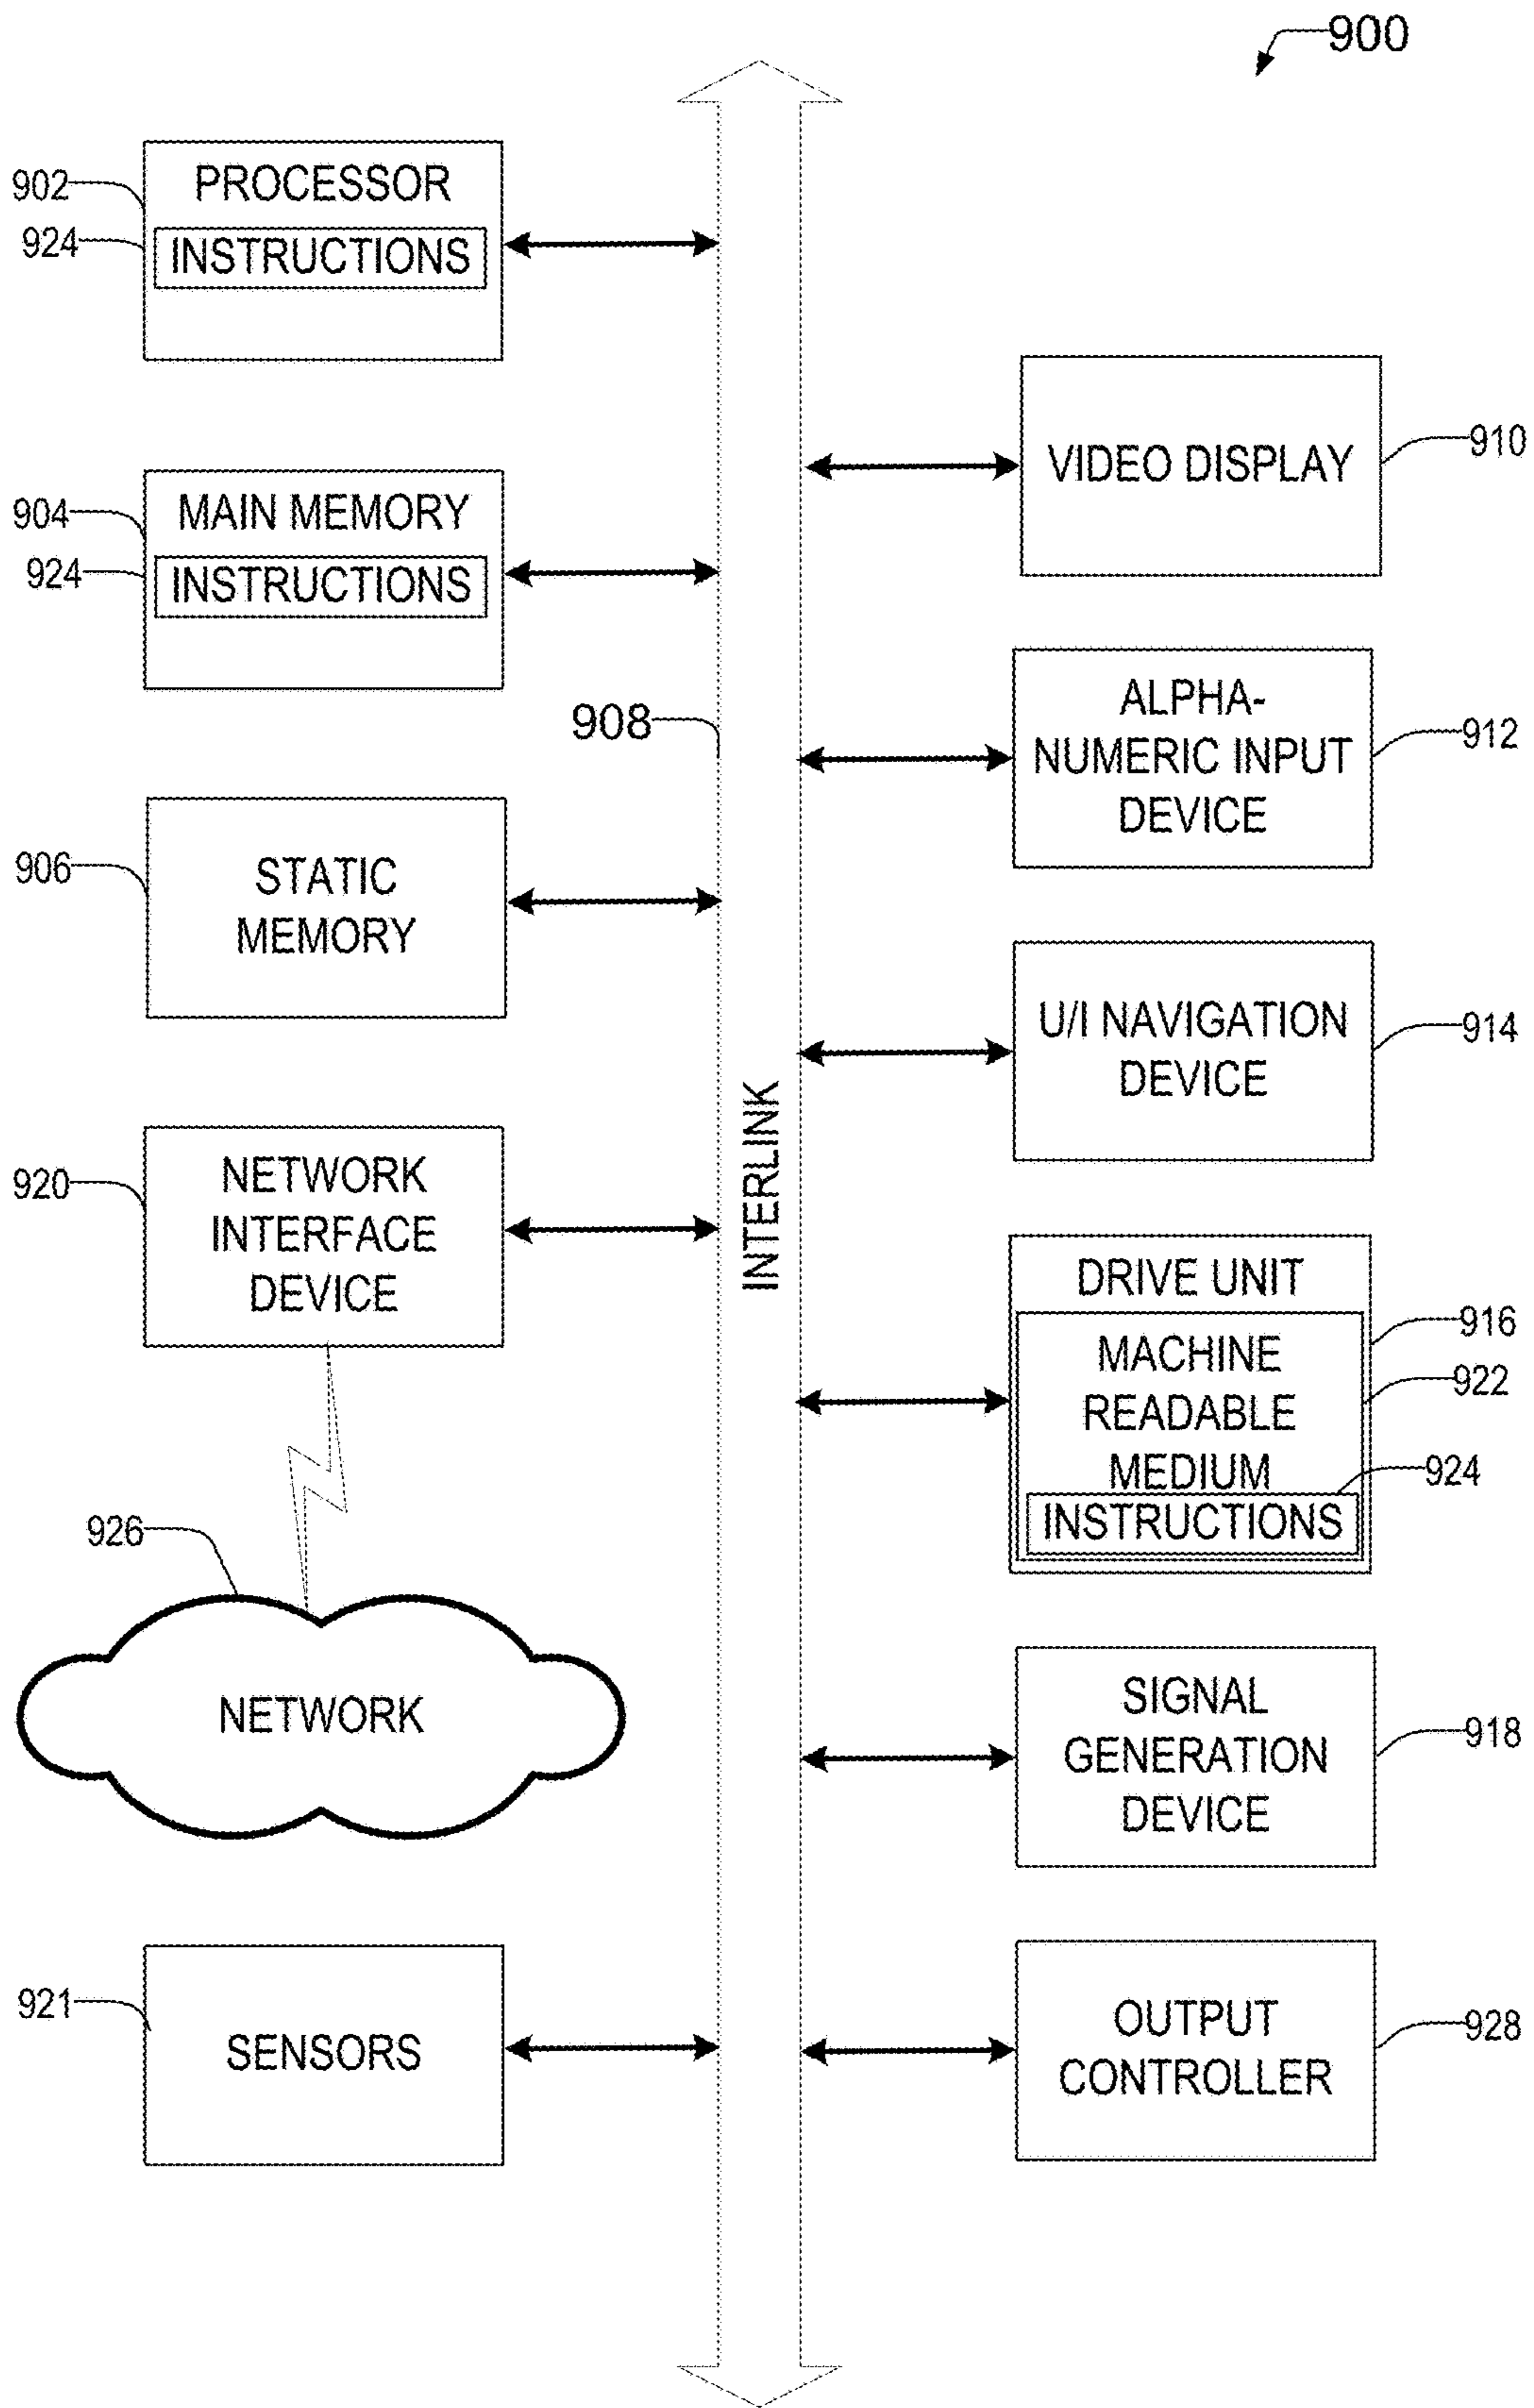 900
902
PROCESSOR
924
INSTRUCTIONS
904
MAIN MEMORY
924
INSTRUCTIONS
908
906
STATIC
MEMORY
920
NETWORK
INTERFACE
DEVICE
926
NETWORK
921
SENSORS
INTERLINK
VIDEO DISPLAY
910
ALPHA-
NUMERIC INPUT
DEVICE
912
U/I NAVIGATION
DEVICE
914
DRIVE UNIT
916
MACHINE
READABLE
MEDIUM
922
924
INSTRUCTIONS
SIGNAL
GENERATION
DEVICE
918
OUTPUT
CONTROLLER
928